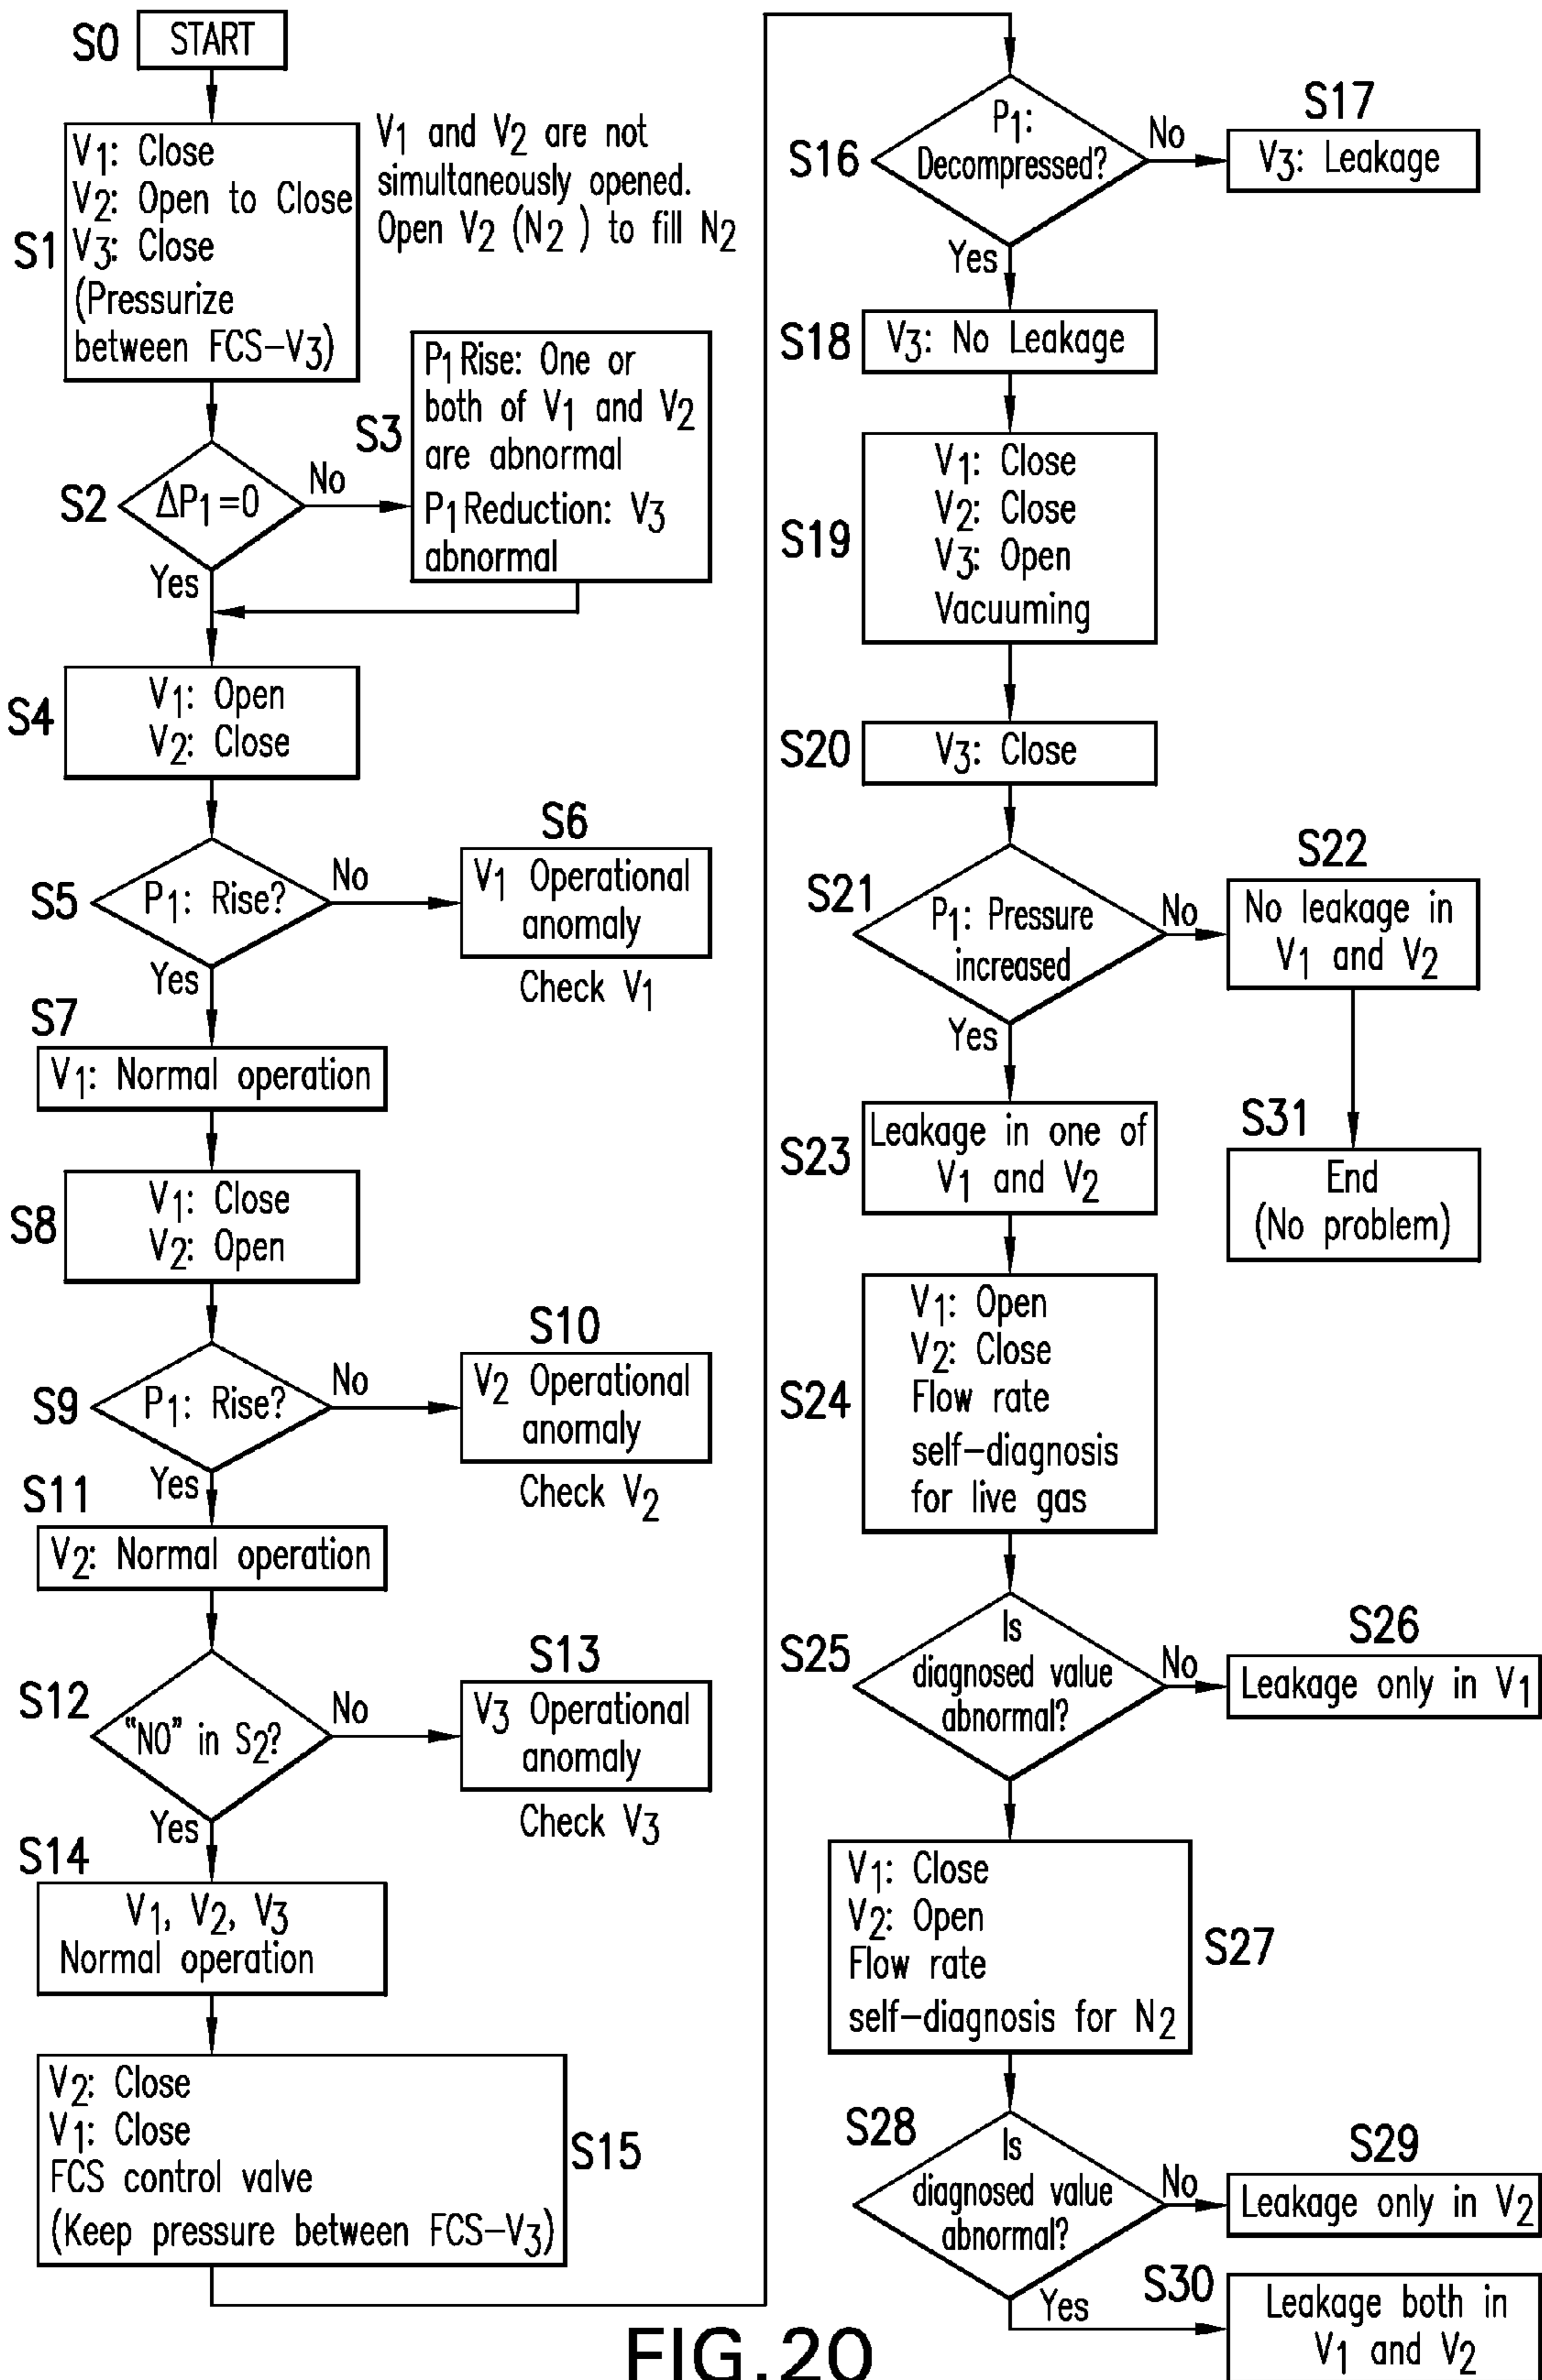 S0
START
S1
V1: Close
V2: Open to Close
V3: Close
(Pressurize
between FCS-V3)
V1 and V2 are not
simultaneously opened.
Open V2 (N2 ) to fill N2
S2
ΔP1=0
No
Yes
S3
P1 Rise: One or
both of V1 and V2
are abnormal
P1 Reduction: V3
abnormal
S4
V1: Open
V2: Close
S5
P1: Rise?
No
Yes
S6
V1 Operational
anomaly
Check V1
S7
V1: Normal operation
S8
V1: Close
V2: Open
S9
P1: Rise?
No
Yes
S10
V2 Operational
anomaly
Check V2
S11
V2: Normal operation
S12
"NO" in S2?
No
Yes
S13
V3 Operational
anomaly
Check V3
S14
V1, V2, V3
Normal operation
S15
V2: Close
V1: Close
FCS control valve
(Keep pressure between FCS-V3)
S16
P1:
Decompressed?
No
Yes
S17
V3: Leakage
S18
V3: No Leakage
S19
V1: Close
V2: Close
V3: Open
Vacuuming
S20
V3: Close
S21
P1: Pressure
increased
No
Yes
S22
No leakage in
V1 and V2
S31
End
(No problem)
S23
Leakage in one of
V1 and V2
S24
V1: Open
V2: Close
Flow rate
self-diagnosis
for live gas
S25
Is
diagnosed value
abnormal?
No
S26
Leakage only in V1
S27
V1: Close
V2: Open
Flow rate
self-diagnosis for N2
S28
Is
diagnosed value
abnormal?
No
Yes
S29
Leakage only in V2
S30
Leakage both in
V1 and V2
FIG.20